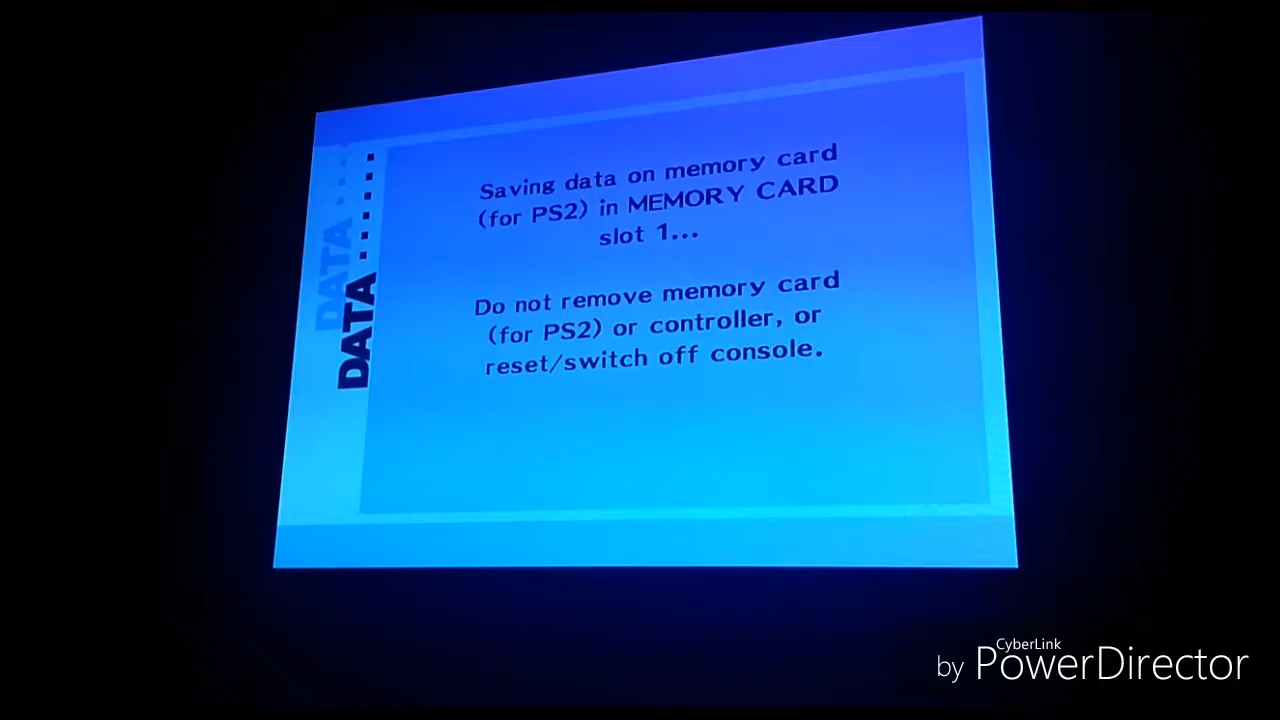 Saving data on memory card
(for PS2) in MEMORY CARD
slot 1...
Do not remove memory card
(for PS2) or controller, or
reset/switch off console.
DATA
DATA
CyberLink
by PowerDirector